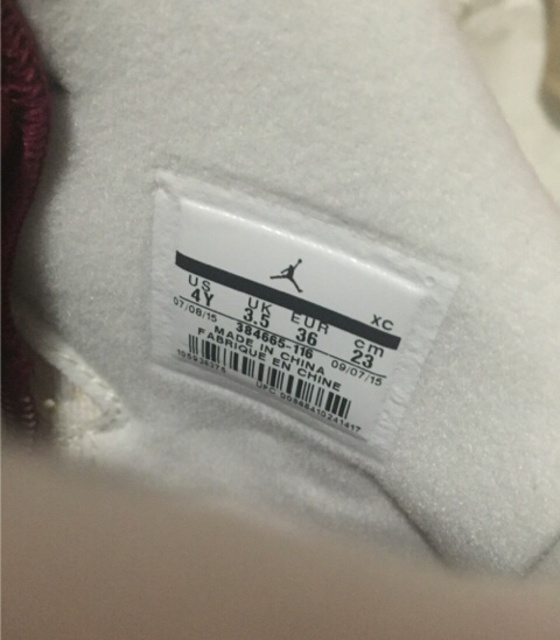 XC
US UK EUR cm
4Y 3.5 36 23
07/08/15 384665-116 09/07/15
MADE IN CHINA
FABRIQUE EN CHINE